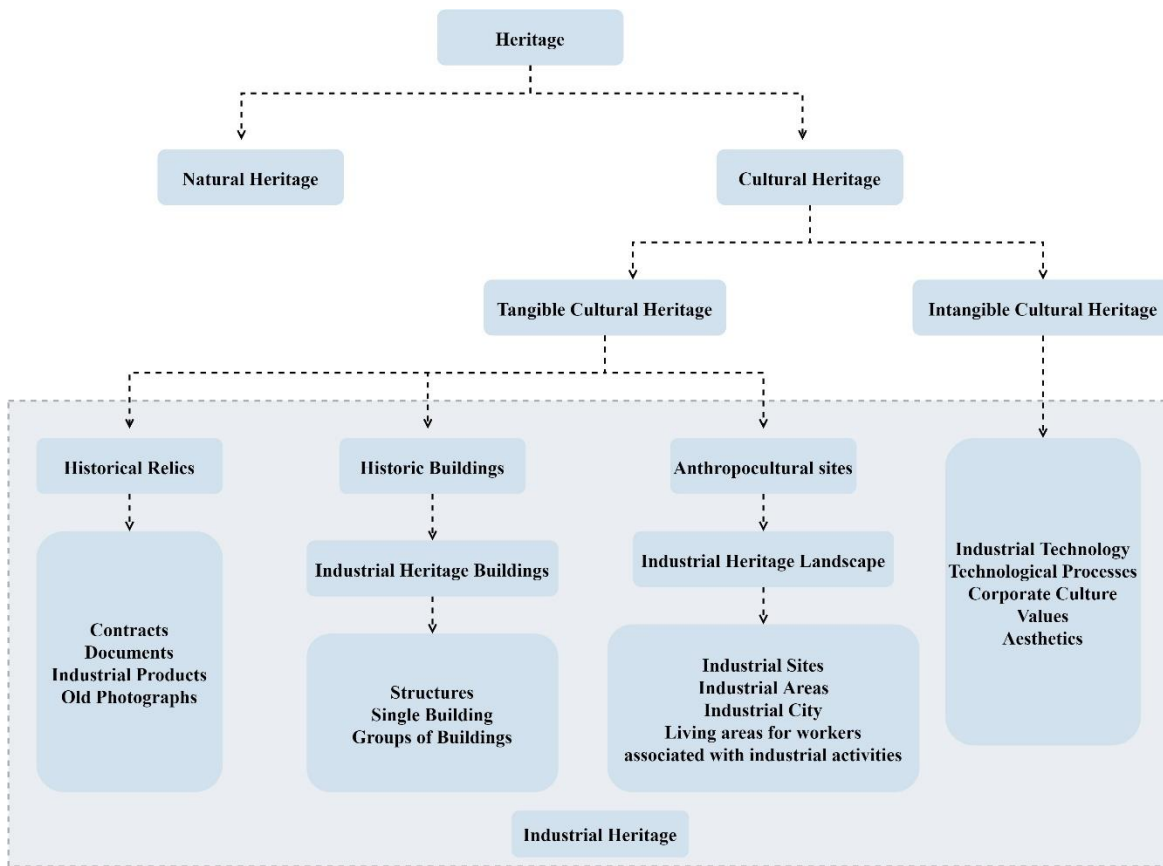 Heritage
Natural Heritage
Cultural Heritage
Tangible Cultural Heritage
Intangible Cultural Heritage
Historical Relics
Historic Buildings
Anthropocultural sites
Industrial Heritage Buildings
Industrial Heritage Landscape
Contracts
Documents
Industrial Products
Old Photographs
Structures
Single Building
Groups of Buildings
Industrial Sites
Industrial Areas
Industrial City
Living areas for workers
associated with industrial activities
Industrial Technology
Technological Processes
Corporate Culture
Values
Aesthetics
Industrial Heritage